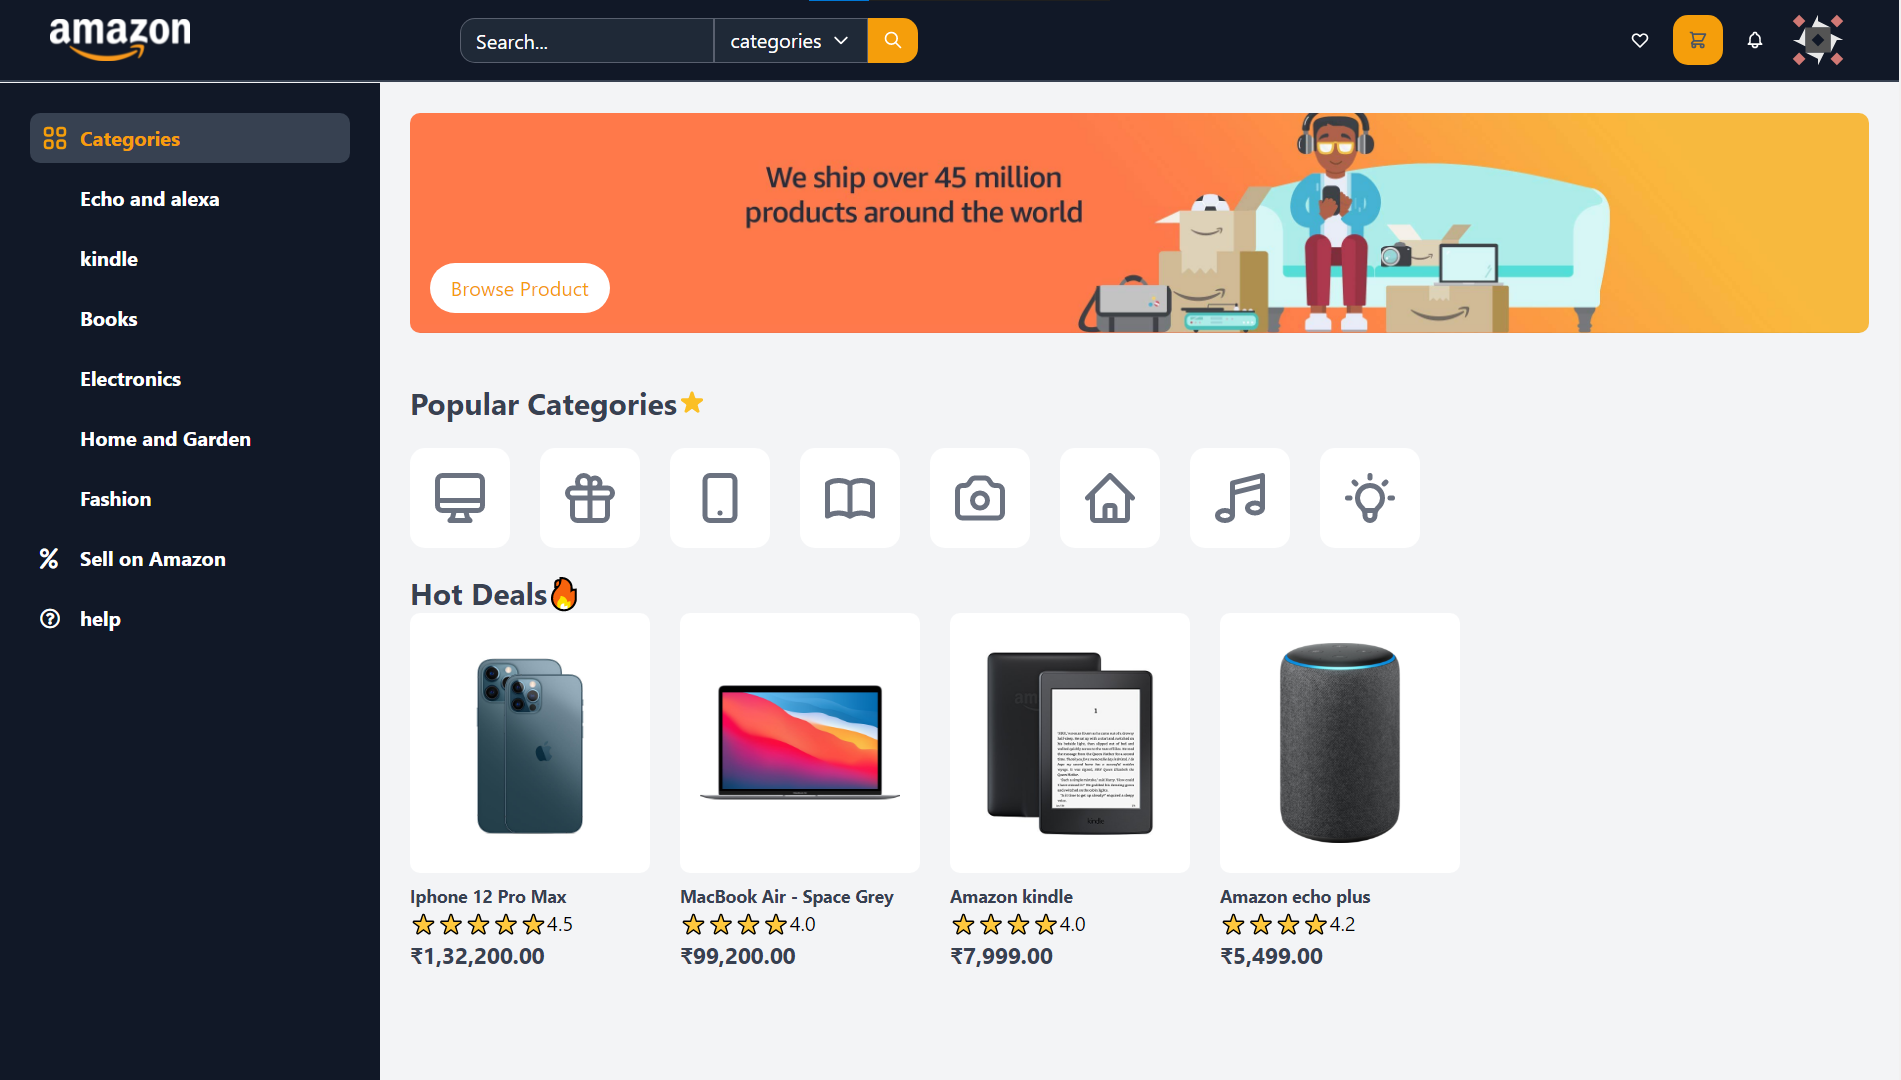 amazon
Search...
categories
Categories
Echo and alexa
kindle
Books
Electronics
Home and Garden
Fashion
Sell on Amazon
help
We ship over 45 million
products around the world
Browse Product
Popular Categories
Hot Deals
1
kindle
Iphone 12 Pro Max
4.5
₹1,32,200.00
MacBook Air - Space Grey
4.0
₹99,200.00
Amazon kindle
4.0
₹7,999.00
Amazon echo plus
4.2
₹5,499.00